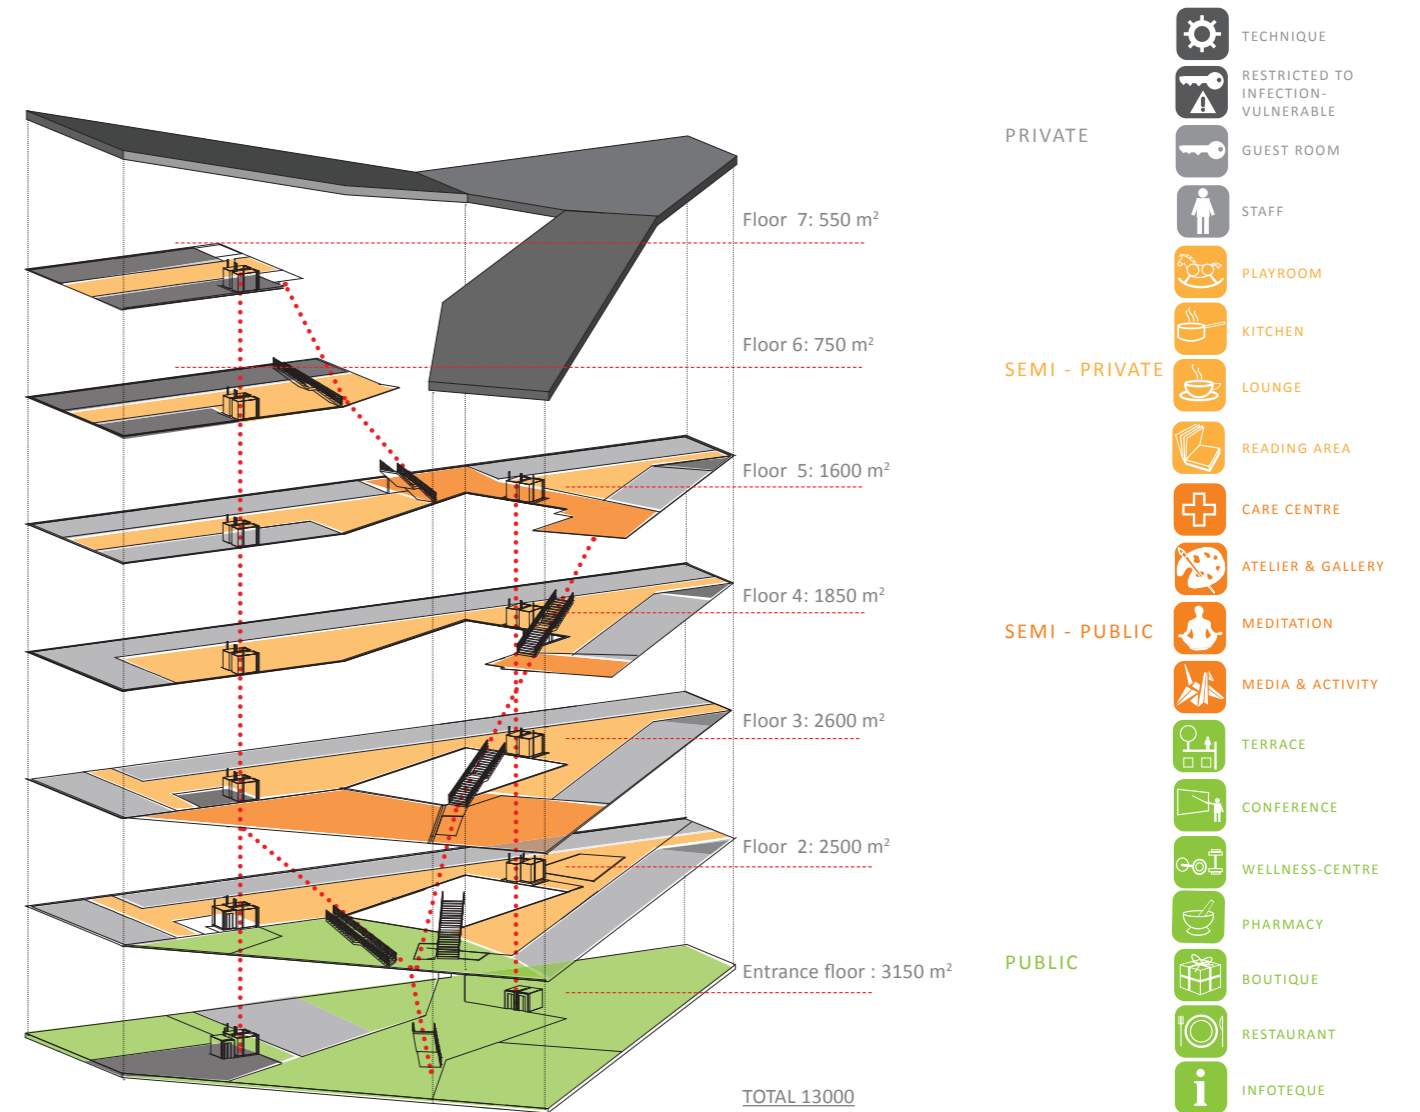 Floor 7: 550 m²
Floor 6: 750 m²
Floor 5: 1600 m²
Floor 4: 1850 m²
Floor 3: 2600 m²
Floor 2: 2500 m²
Entrance floor : 3150 m²
TOTAL 13000
PRIVATE
SEMI - PRIVATE
SEMI - PUBLIC
PUBLIC
TECHNIQUE
RESTRICTED TO
INFECTION-
VULNERABLE
GUEST ROOM
STAFF
PLAYROOM
KITCHEN
LOUNGE
READING AREA
CARE CENTRE
ATELIER & GALLERY
MEDITATION
MEDIA & ACTIVITY
TERRACE
CONFERENCE
WELLNESS-CENTRE
PHARMACY
BOUTIQUE
RESTAURANT
i INFOTEQUE